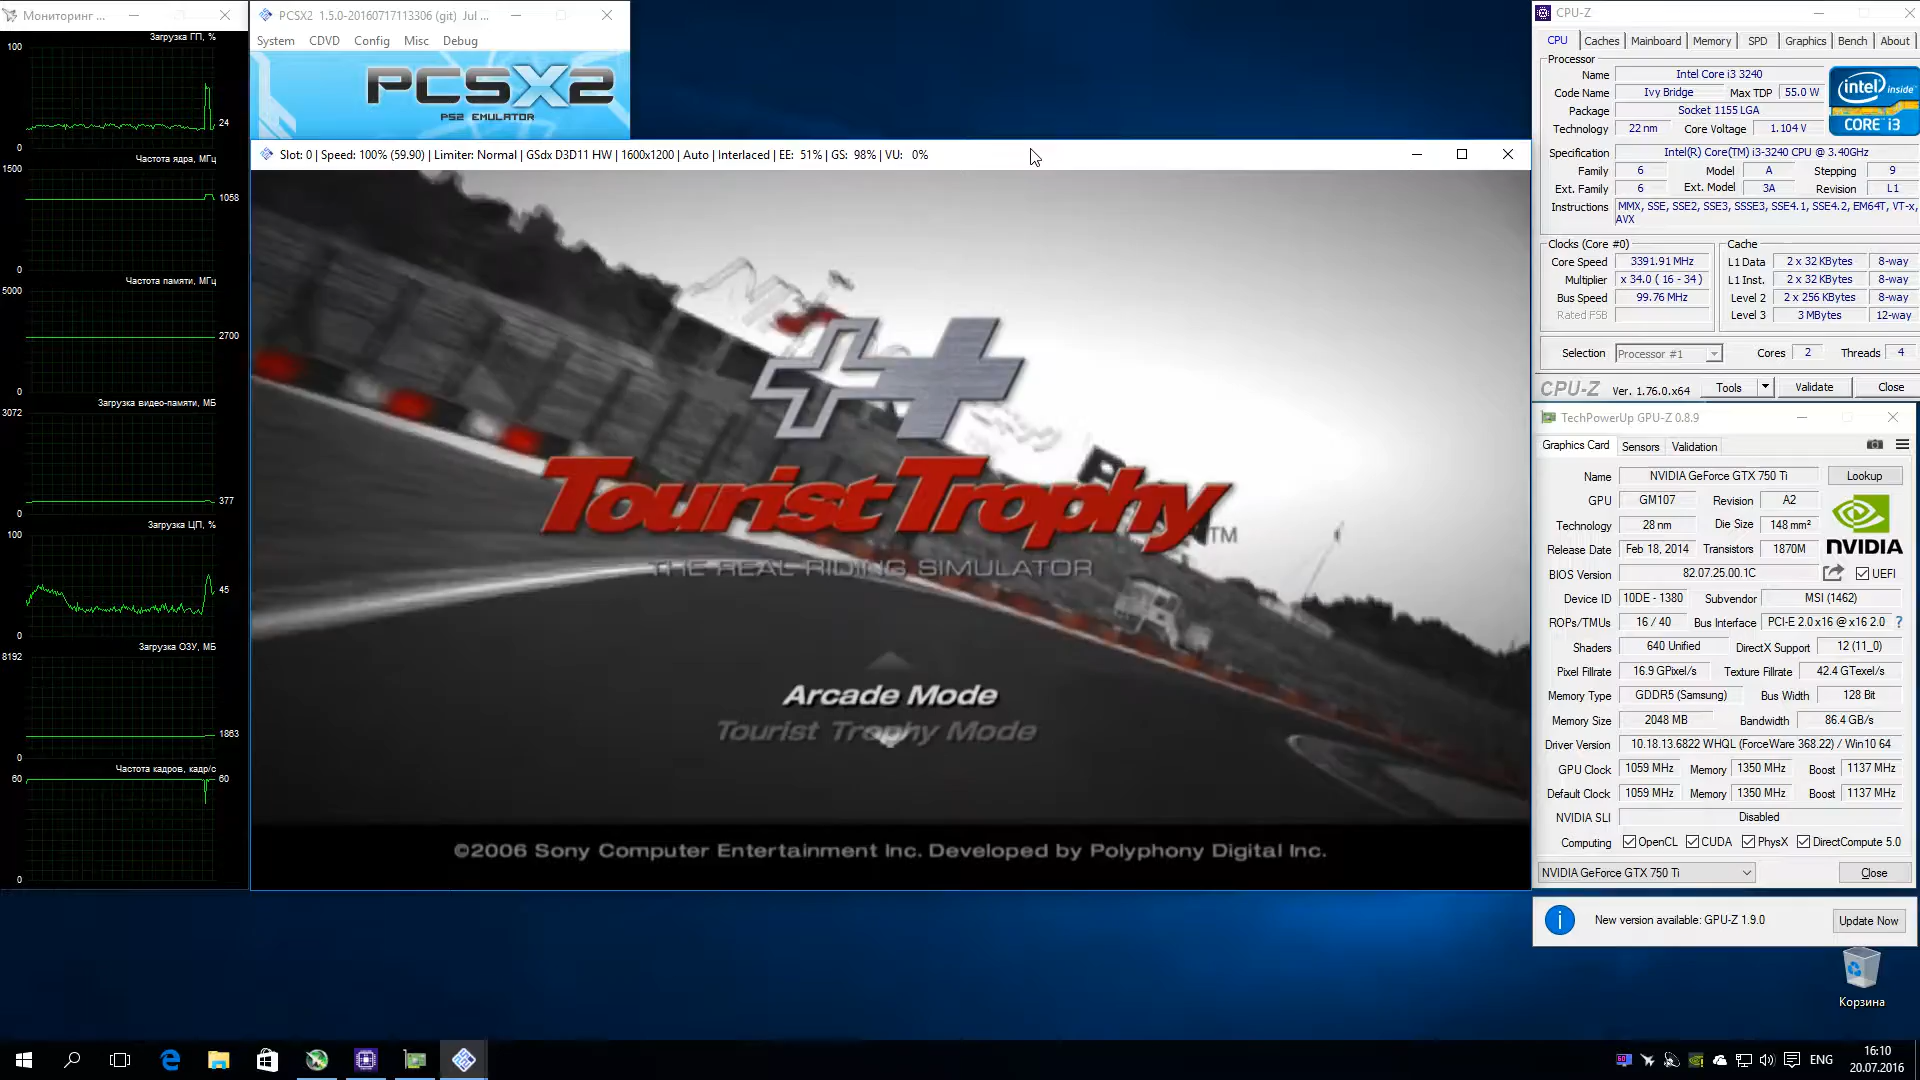 Мониторинг ...
Загрузка ГП, %
100
24
0
Частота ядра, МГц
1500
1058
0
Частота памяти, МГц
5000
2700
0
Загрузка видео-памяти, МБ
3072
377
0
Загрузка ЦП, %
100
45
0
Загрузка ОЗУ, МБ
8192
1863
0
Частота кадров, кадр/с
60
60
0
PCSX2 1.5.0-20160717113306 (git) Jul ...
System CDVD Config Misc Debug
PCSX2
PS2 EMULATOR
Slot: 0 | Speed: 100% (59.90) | Limiter: Normal | GSdx D3D11 HW | 1600x1200 | Auto | Interlaced | EE: 51% | GS: 98% | VU: 0%
Tourist Trophy TM
THE REAL RIDING SIMULATOR
Arcade Mode
Tourist Trophy Mode
©2006 Sony Computer Entertainment Inc. Developed by Polyphony Digital Inc.
CPU-Z
CPU Caches Mainboard Memory SPD Graphics Bench About
Processor
Name Intel Core i3 3240
Code Name Ivy Bridge Max TDP 55.0 W
Package Socket 1155 LGA
Technology 22 nm Core Voltage 1.104 V
intel inside
CORE i3
Specification Intel(R) Core(TM) i3-3240 CPU @ 3.40GHz
Family 6 Model A Stepping 9
Ext. Family 6 Ext. Model 3A Revision L1
Instructions MMX, SSE, SSE2, SSE3, SSSE3, SSE4.1, SSE4.2, EM64T, VT-x,
AVX
Clocks (Core #0) Cache
Core Speed 3391.91 MHz L1 Data 2 x 32 KBytes 8-way
Multiplier x 34.0 ( 16 - 34 ) L1 Inst. 2 x 32 KBytes 8-way
Bus Speed 99.76 MHz Level 2 2 x 256 KBytes 8-way
Rated FSB Level 3 3 MBytes 12-way
Selection Processor #1 Cores 2 Threads 4
CPU-Z Ver. 1.76.0.x64 Tools Validate Close
TechPowerUp GPU-Z 0.8.9
Graphics Card Sensors Validation
Name NVIDIA GeForce GTX 750 Ti Lookup
GPU GM107 Revision A2
Technology 28 nm Die Size 148 mm²
NVIDIA
Release Date Feb 18, 2014 Transistors 1870M
BIOS Version 82.07.25.00.1C UEFI
Device ID 10DE - 1380 Subvendor MSI (1462)
ROPs/TMUs 16 / 40 Bus Interface PCI-E 2.0 x16 @ x16 2.0 ?
Shaders 640 Unified DirectX Support 12 (11_0)
Pixel Fillrate 16.9 GPixel/s Texture Fillrate 42.4 GTexel/s
Memory Type GDDR5 (Samsung) Bus Width 128 Bit
Memory Size 2048 MB Bandwidth 86.4 GB/s
Driver Version 10.18.13.6822 WHQL (ForceWare 368.22) / Win10 64
GPU Clock 1059 MHz Memory 1350 MHz Boost 1137 MHz
Default Clock 1059 MHz Memory 1350 MHz Boost 1137 MHz
NVIDIA SLI Disabled
Computing OpenCL CUDA PhysX DirectCompute 5.0
NVIDIA GeForce GTX 750 Ti Close
New version available: GPU-Z 1.9.0 Update Now
Корзина
ENG
16:10
20.07.2016